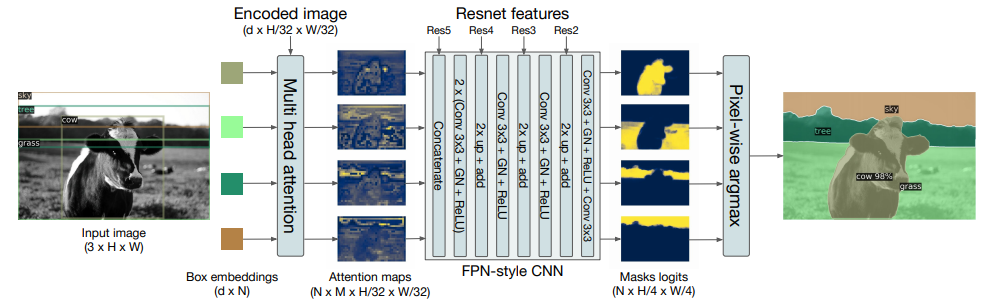 Encoded image
(d x H/32 x W/32)
Resnet features
Res5
Res4
Res3
Res2
sky
tree
cow
grass
Input image
(3 x H x W)
Box embeddings
(d x N)
Multi head attention
Attention maps
(N x M x H/32 x W/32)
Concatenate
2 x (Conv 3x3 + GN + ReLU)
2x up + add
Conv 3x3 + GN + ReLU
2x up + add
Conv 3x3 + GN + ReLU
2x up + add
Conv 3x3 + GN + ReLU + Conv 3x3
FPN-style CNN
Masks logits
(N x H/4 x W/4)
Pixel-wise argmax
sky
tree
cow 98%
grass